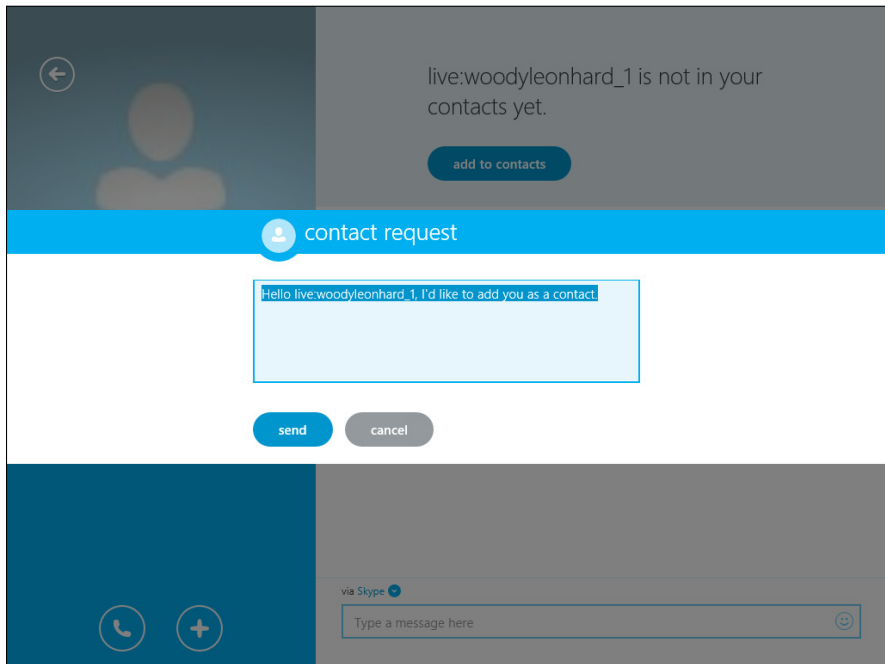 live:woodyleonhard_1 is not in your
contacts yet.
add to contacts
contact request
Hello live:woodyleonhard_1, I'd like to add you as a contact.
send
cancel
via Skype
Type a message here